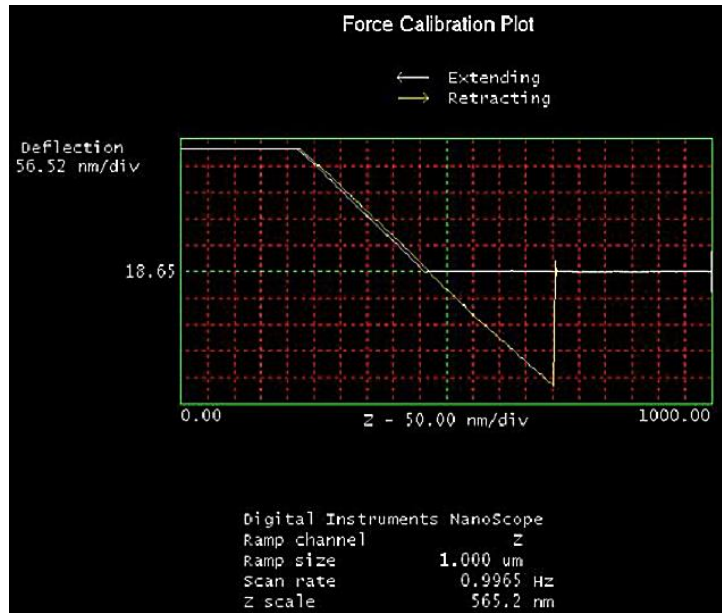 Force Calibration Plot
Extending
Retracting
Deflection
56.52 nm/div
18.65
0.00 Z - 50.00 nm/div 1000.00
Digital Instruments NanoScope
Ramp channel Z
Ramp size 1.000 um
Scan rate 0.9965 Hz
Z scale 565.2 nm